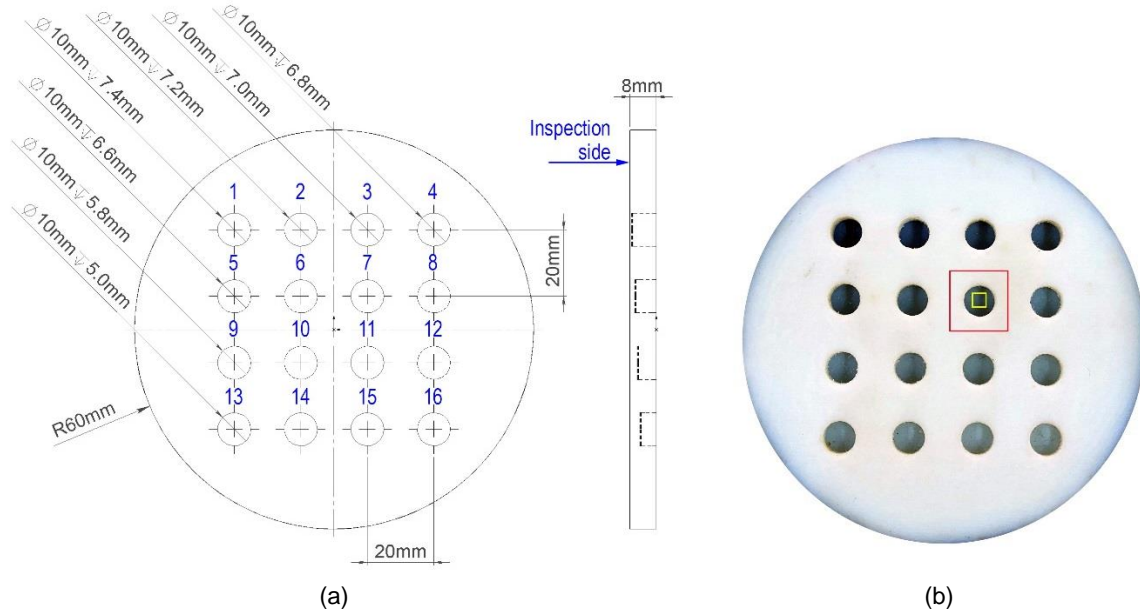 ⌀10mm↧6.8mm
⌀10mm↧7.0mm
⌀10mm↧7.2mm
⌀10mm↧7.4mm
⌀10mm↧6.6mm
⌀10mm↧5.8mm
⌀10mm↧5.0mm
8mm
Inspection
side
1 2 3 4
5 6 7 8
9 10 11 12
13 14 15 16
20mm
R60mm
20mm
(a) (b)